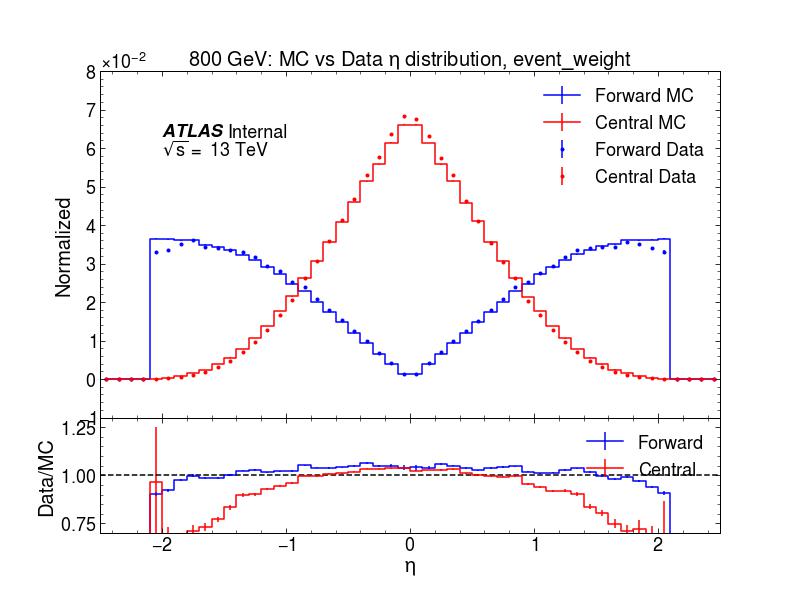 ×10⁻²
800 GeV: MC vs Data η distribution, event_weight
8
7
6
5
4
3
2
1
0
−1
Normalized
ATLAS Internal
√s = 13 TeV
Forward MC
Central MC
Forward Data
Central Data
1.25
1.00
0.75
Data/MC
Forward
Central
−2 −1 0 1 2
η